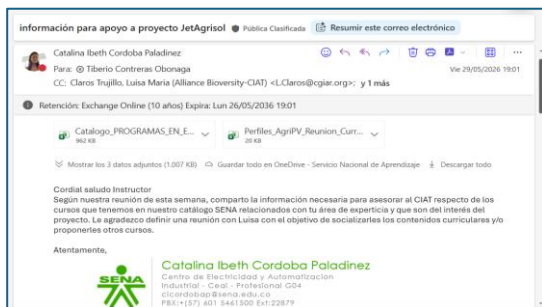 información para apoyo a proyecto JetAgrisol Pública Clasificada Resumir este correo electrónico
Catalina Ibeth Cordoba Paladinez
Para: Tiberio Contreras Obonaga
Vie 29/05/2026 19:01
CC: Claros Trujillo, Luisa Maria (Alliance Bioversity-CIAT) <L.Claros@cgiar.org>; y 1 más
Retención: Exchange Online (10 años) Expira: Lun 26/05/2036 19:01
Catalogo_PROGRAMAS_EN_E...
962 KB
Perfiles_AgriPV_Reunion_Curr...
20 KB
Mostrar los 3 datos adjuntos (1.007 KB) Guardar todo en OneDrive - Servicio Nacional de Aprendizaje Descargar todo
Cordial saludo Instructor
Según nuestra reunión de esta semana, comparto la información necesaria para asesorar al CIAT respecto de los
cursos que tenemos en nuestro catálogo SENA relacionados con tu área de experticia y que son del interés del
proyecto. Le agradezco definir una reunión con Luisa con el objetivo de socializarles los contenidos curriculares y/o
proponerles otros cursos.
Atentamente,
SENA
Catalina Ibeth Cordoba Paladinez
Centro de Electricidad y Automatizacion
Industrial - Ceai - Profesional G04
cicordobap@sena.edu.co
PBX:+(57) 601 5461500 Ext:22879